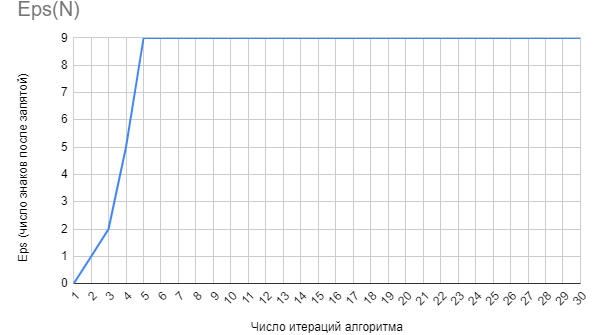 Eps(N)
9
8
7
6
5
4
3
2
1
0
Eps (число знаков после запятой)
1 2 3 4 5 6 7 8 9 10 11 12 13 14 15 16 17 18 19 20 21 22 23 24 25 26 27 28 29 30
Число итераций алгоритма